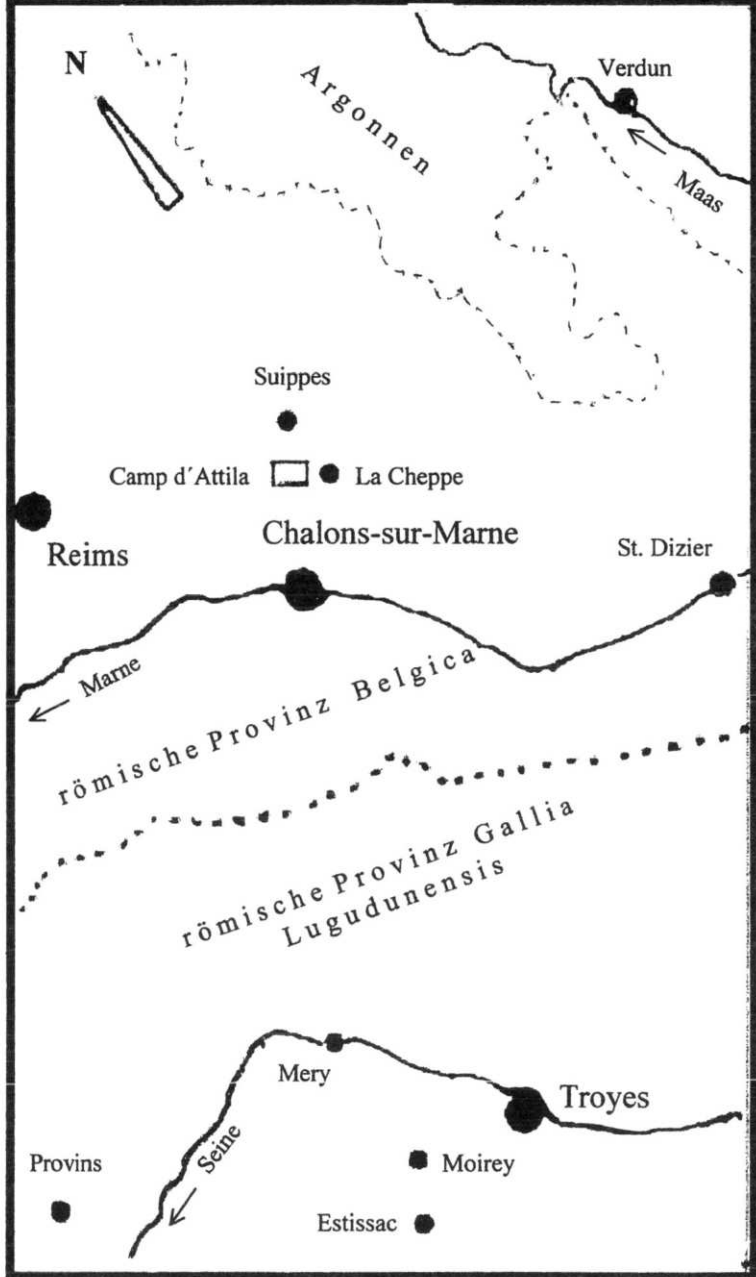 N
Argonnen
Verdun
Maas
Suippes
Camp d´Attila
La Cheppe
Reims
Chalons-sur-Marne
St. Dizier
Marne
römische Provinz Belgica
römische Provinz Gallia
Lugudunensis
Mery
Troyes
Seine
Provins
Moirey
Estissac